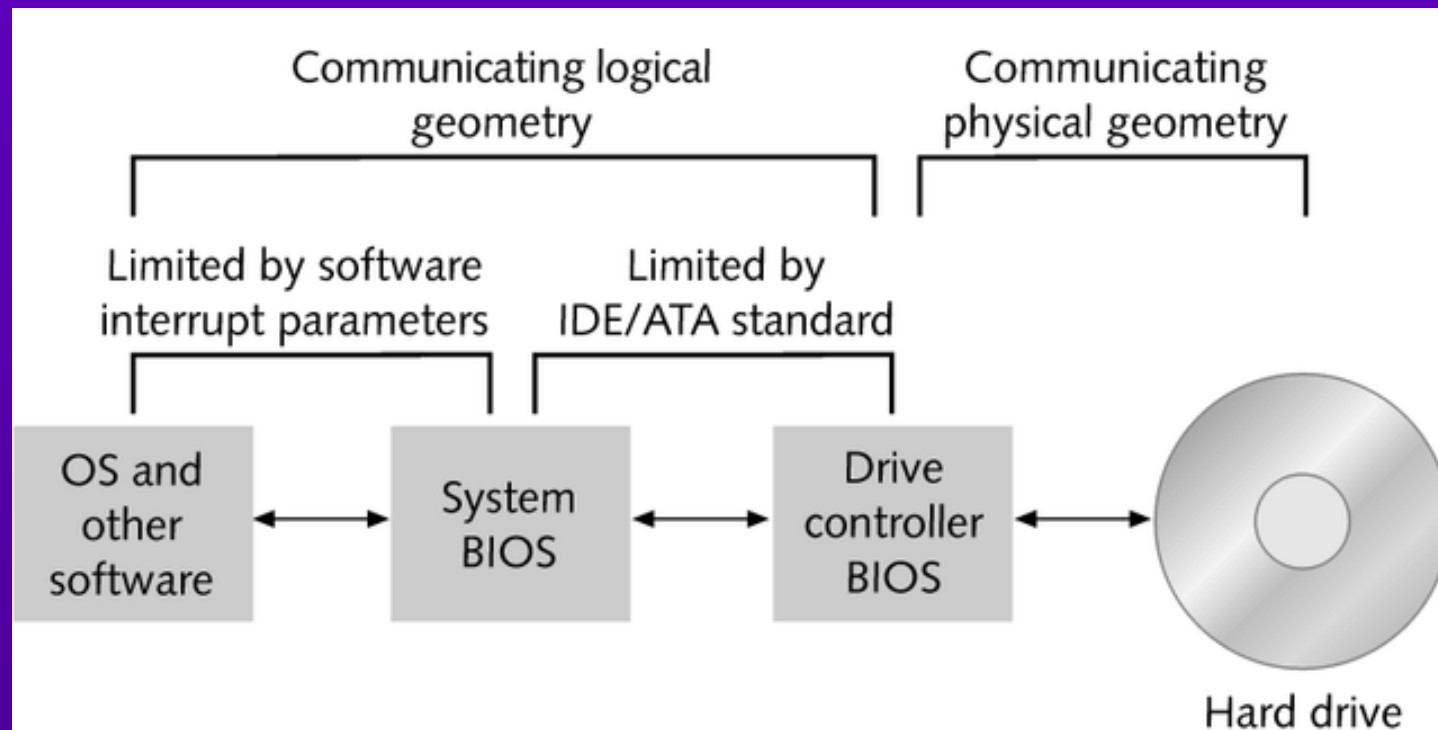 Communicating logical
geometry
Communicating
physical geometry
Limited by software
interrupt parameters
Limited by
IDE/ATA standard
OS and
other
software
System
BIOS
Drive
controller
BIOS
Hard drive